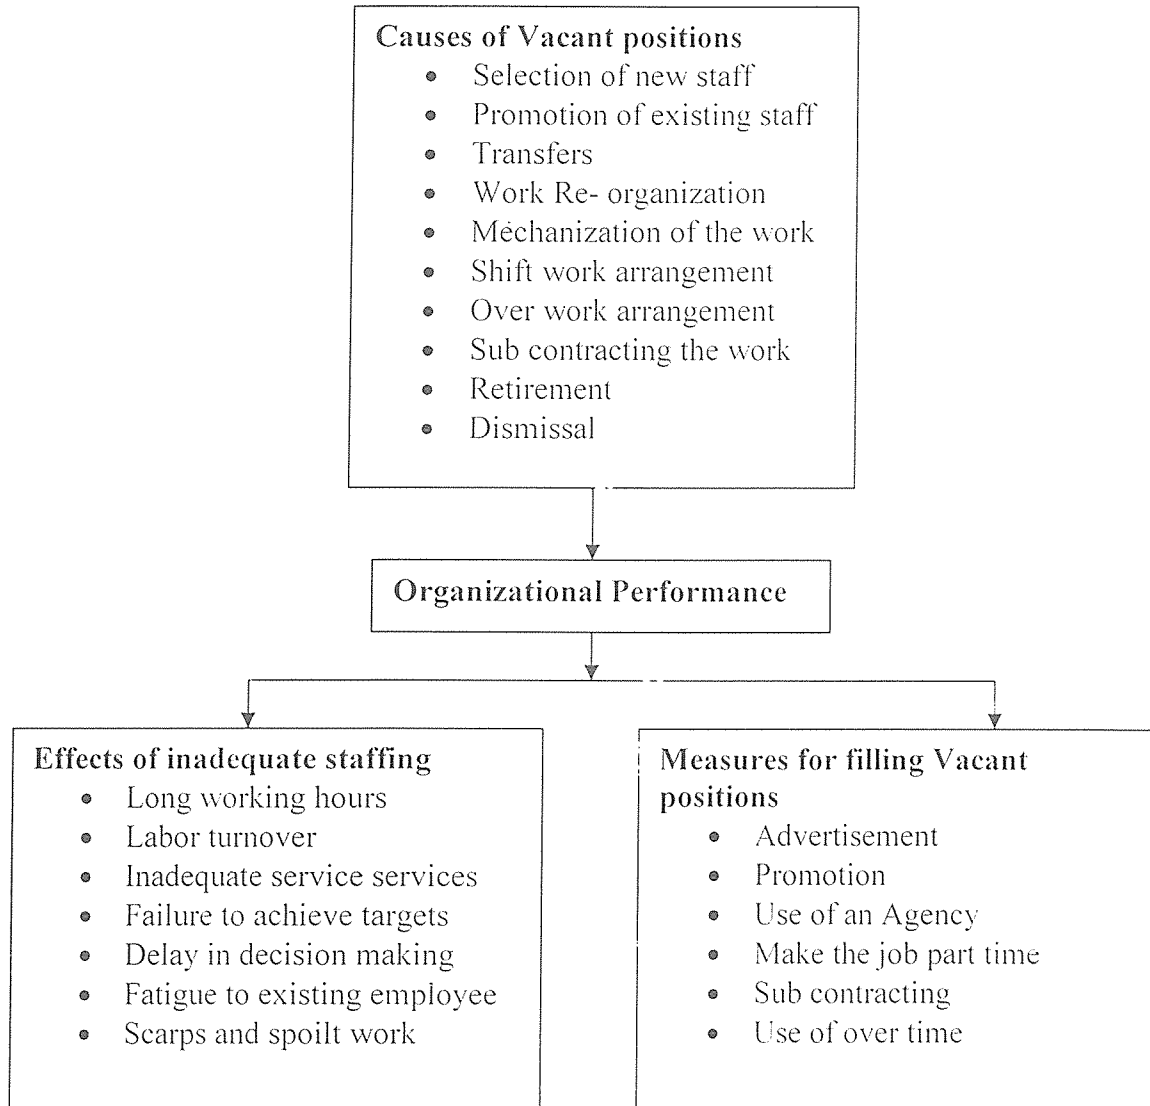 Causes of Vacant positions
• Selection of new staff
• Promotion of existing staff
• Transfers
• Work Re- organization
• Mechanization of the work
• Shift work arrangement
• Over work arrangement
• Sub contracting the work
• Retirement
• Dismissal
Organizational Performance
Effects of inadequate staffing
• Long working hours
• Labor turnover
• Inadequate service services
• Failure to achieve targets
• Delay in decision making
• Fatigue to existing employee
• Scarps and spoilt work
Measures for filling Vacant
positions
• Advertisement
• Promotion
• Use of an Agency
• Make the job part time
• Sub contracting
• Use of over time